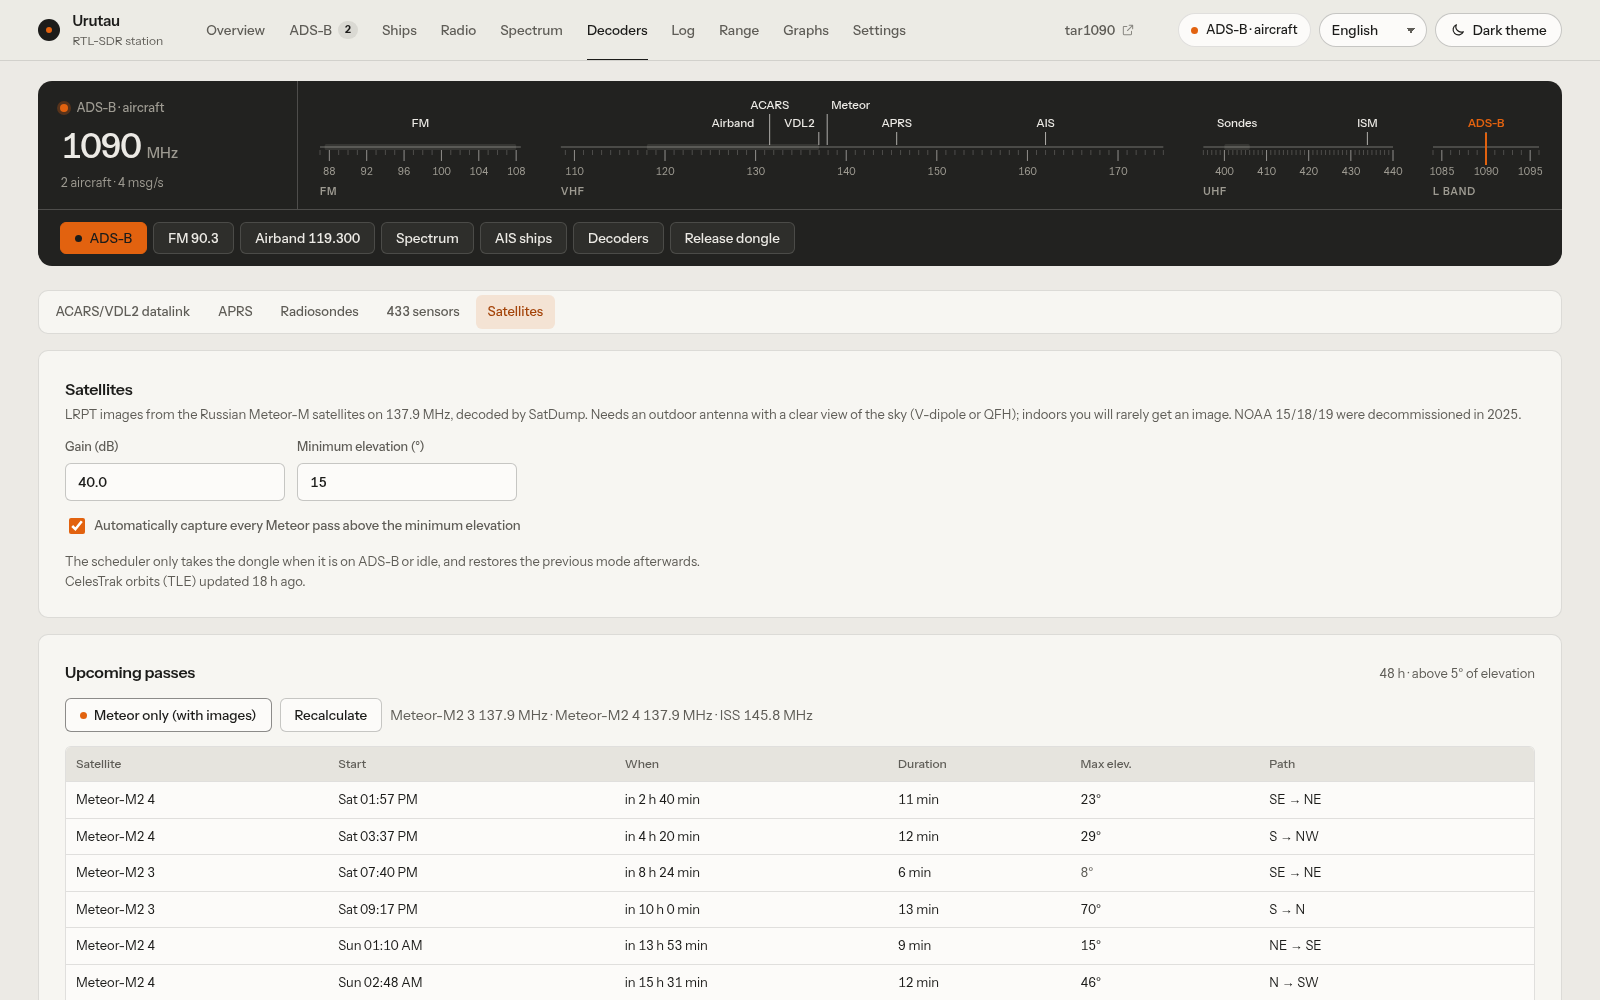 Urutau
RTL-SDR station
Overview
ADS-B 2
Ships
Radio
Spectrum
Decoders
Log
Range
Graphs
Settings
tar1090
ADS-B · aircraft
English
Dark theme
ADS-B · aircraft
1090 MHz
2 aircraft · 4 msg/s
FM
88 92 96 100 104 108
FM
ACARS Meteor
Airband VDL2 APRS AIS
110 120 130 140 150 160 170
VHF
Sondes ISM
400 410 420 430 440
UHF
ADS-B
1085 1090 1095
L BAND
ADS-B
FM 90.3
Airband 119.300
Spectrum
AIS ships
Decoders
Release dongle
ACARS/VDL2 datalink
APRS
Radiosondes
433 sensors
Satellites
Satellites
LRPT images from the Russian Meteor-M satellites on 137.9 MHz, decoded by SatDump. Needs an outdoor antenna with a clear view of the sky (V-dipole or QFH); indoors you will rarely get an image. NOAA 15/18/19 were decommissioned in 2025.
Gain (dB) Minimum elevation (°)
40.0 15
Automatically capture every Meteor pass above the minimum elevation
The scheduler only takes the dongle when it is on ADS-B or idle, and restores the previous mode afterwards.
CelesTrak orbits (TLE) updated 18 h ago.
Upcoming passes
48 h · above 5° of elevation
Meteor only (with images)
Recalculate
Meteor-M2 3 137.9 MHz · Meteor-M2 4 137.9 MHz · ISS 145.8 MHz
Satellite Start When Duration Max elev. Path
Meteor-M2 4 Sat 01:57 PM in 2 h 40 min 11 min 23° SE → NE
Meteor-M2 4 Sat 03:37 PM in 4 h 20 min 12 min 29° S → NW
Meteor-M2 3 Sat 07:40 PM in 8 h 24 min 6 min 8° SE → NE
Meteor-M2 3 Sat 09:17 PM in 10 h 0 min 13 min 70° S → N
Meteor-M2 4 Sun 01:10 AM in 13 h 53 min 9 min 15° NE → SE
Meteor-M2 4 Sun 02:48 AM in 15 h 31 min 12 min 46° N → SW